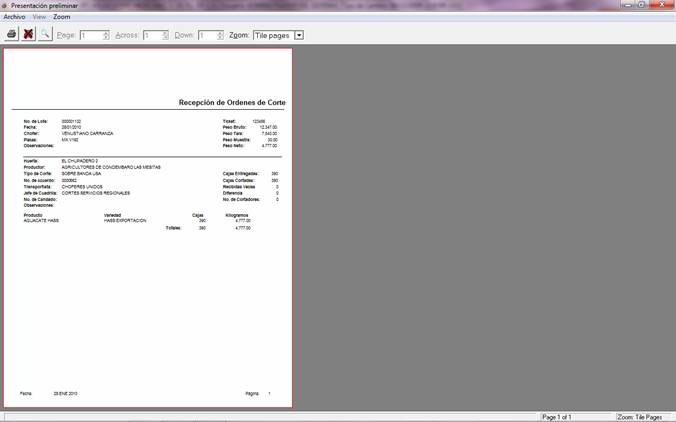 Presentación preliminar
Archivo View Zoom
Page: 1 Across: 1 Down: 1 Zoom: Tile pages
Recepción de Ordenes de Corte
No. de Lote: 000001102 Ticket: 123456
Fecha: 28/01/2010 Peso Bruto: 12,347.00
Chofer: VENUSTIANO CARRANZA Peso Tara: 7,540.00
Placas: MX V192 Peso Muestra: 30.00
Observaciones: Peso Neto: 4,777.00
Huerta: EL CHUPADERO 2
Productor: AGRICULTORES DE CONDEMBARO LAS MESITAS
Tipo de Corte: SOBRE BANDA USA Cajas Entregadas: 390
No. de acuerdo: 0000552 Cajas Cortadas: 390
Transportista: CHOFERES UNIDOS Recibidas Vacias 0
Jefe de Cuadrilla: CORTES SERVICIOS REGIONALES Diferencia 0
No. de Candado: No. de Cortadores: 0
Observaciones:
Producto Variedad Cajas Kilogramos
AGUACATE HASS HASS EXPORTACION 390 4,777.00
Totales: 390 4,777.00
Fecha 28 ENE 2010 Página 1
Page 1 of 1 Zoom: Tile Pages